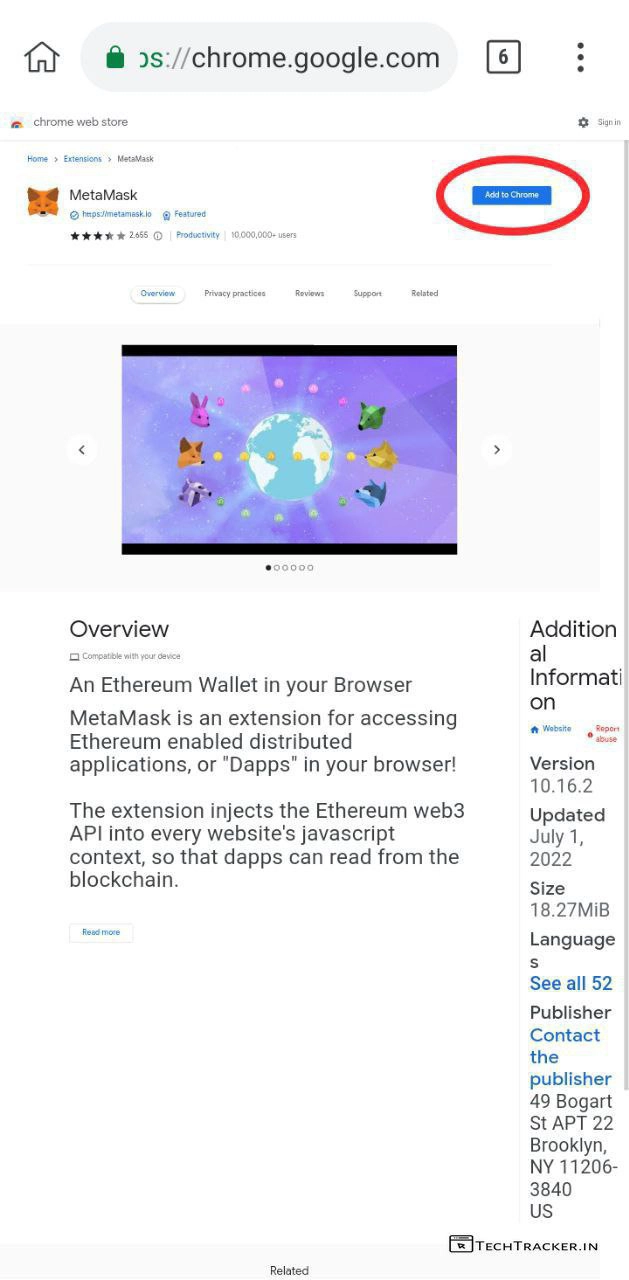 ps://chrome.google.com
6
chrome web store
Sign in
Home > Extensions > MetaMask
MetaMask
Add to Chrome
https://metamask.io Featured
2,655 | Productivity | 10,000,000+ users
Overview Privacy practices Reviews Support Related
Overview
Compatible with your device
An Ethereum Wallet in your Browser
MetaMask is an extension for accessing
Ethereum enabled distributed
applications, or "Dapps" in your browser!
The extension injects the Ethereum web3
API into every website's javascript
context, so that dapps can read from the
blockchain.
Read more
Addition
al
Informati
on
Website
Report
abuse
Version
10.16.2
Updated
July 1,
2022
Size
18.27MiB
Language
s
See all 52
Publisher
Contact
the
publisher
49 Bogart
St APT 22
Brooklyn,
NY 11206-
3840
US
TECHTRACKER.IN
Related